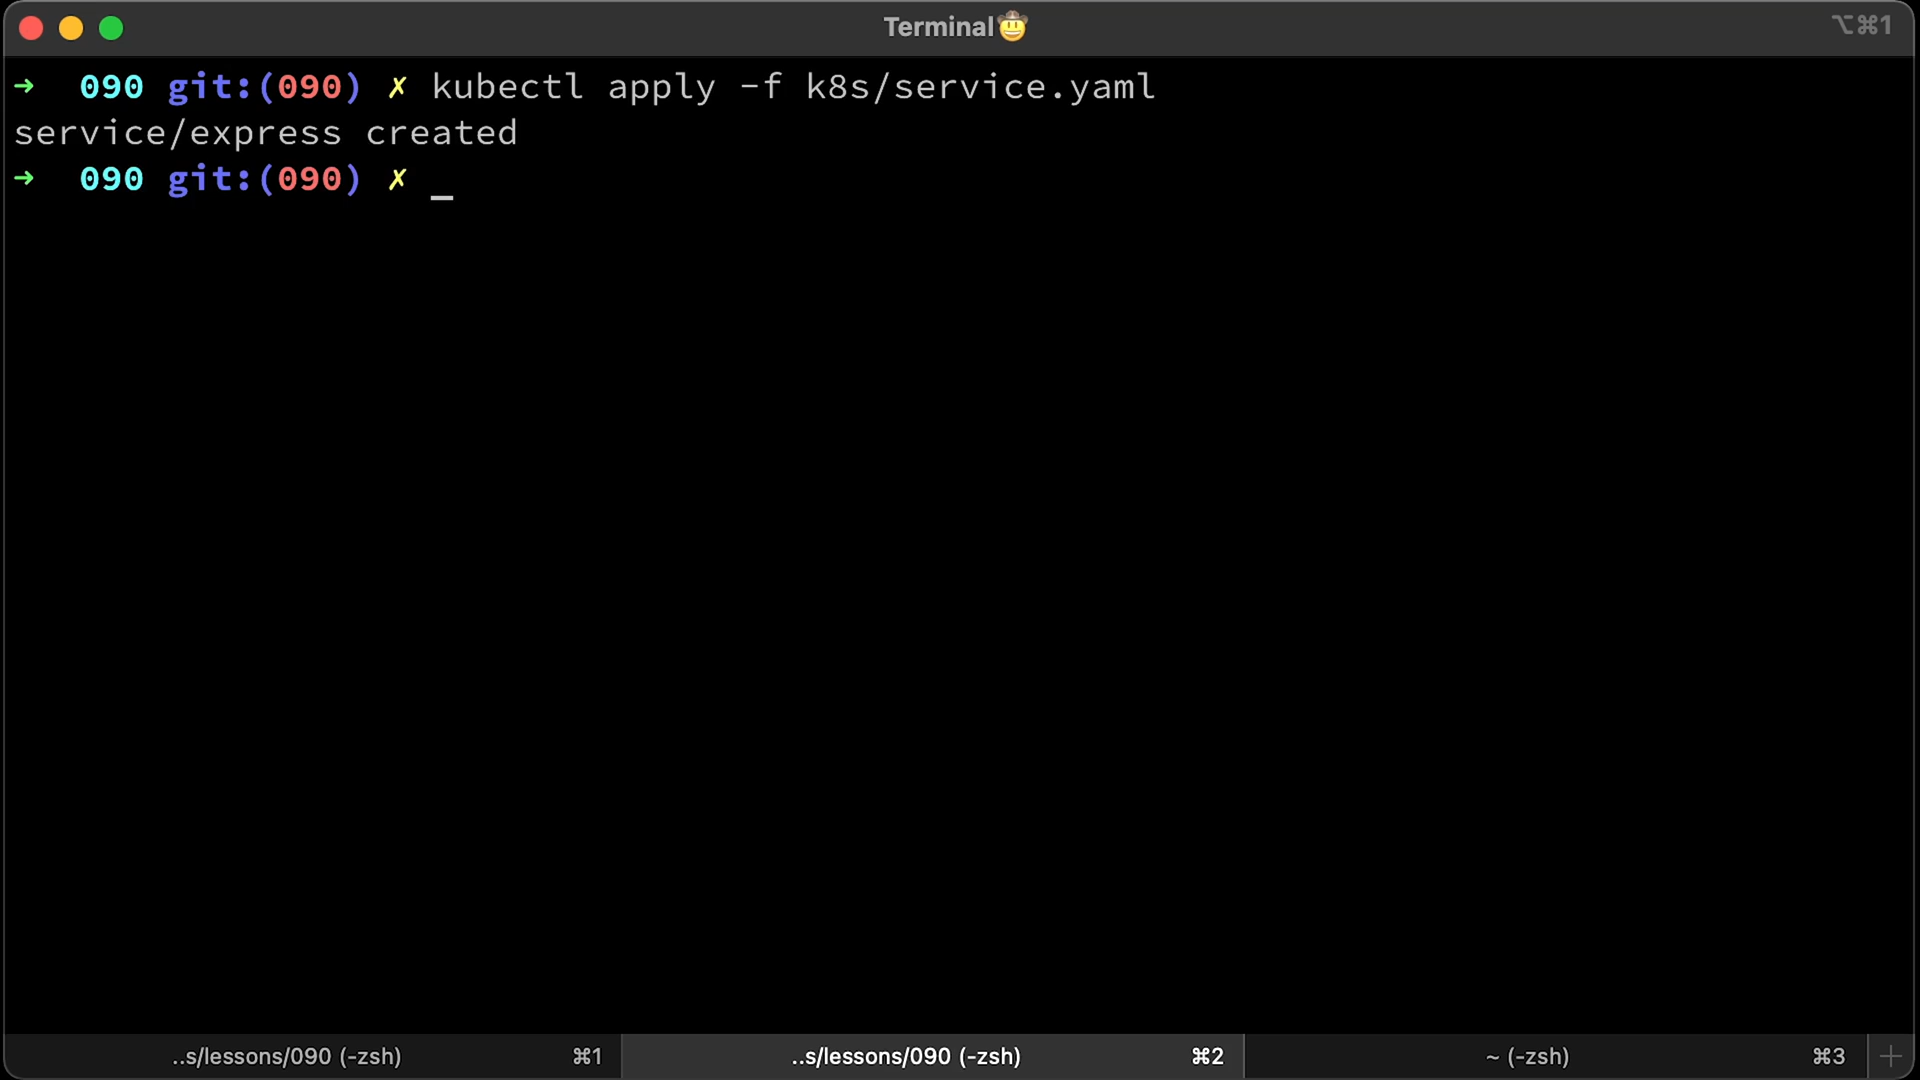 Terminal🤠
⌥⌘1
→ 090 git:(090) ✗ kubectl apply -f k8s/service.yaml
service/express created
→ 090 git:(090) ✗ _
..s/lessons/090 (-zsh) ⌘1
..s/lessons/090 (-zsh) ⌘2
~ (-zsh) ⌘3